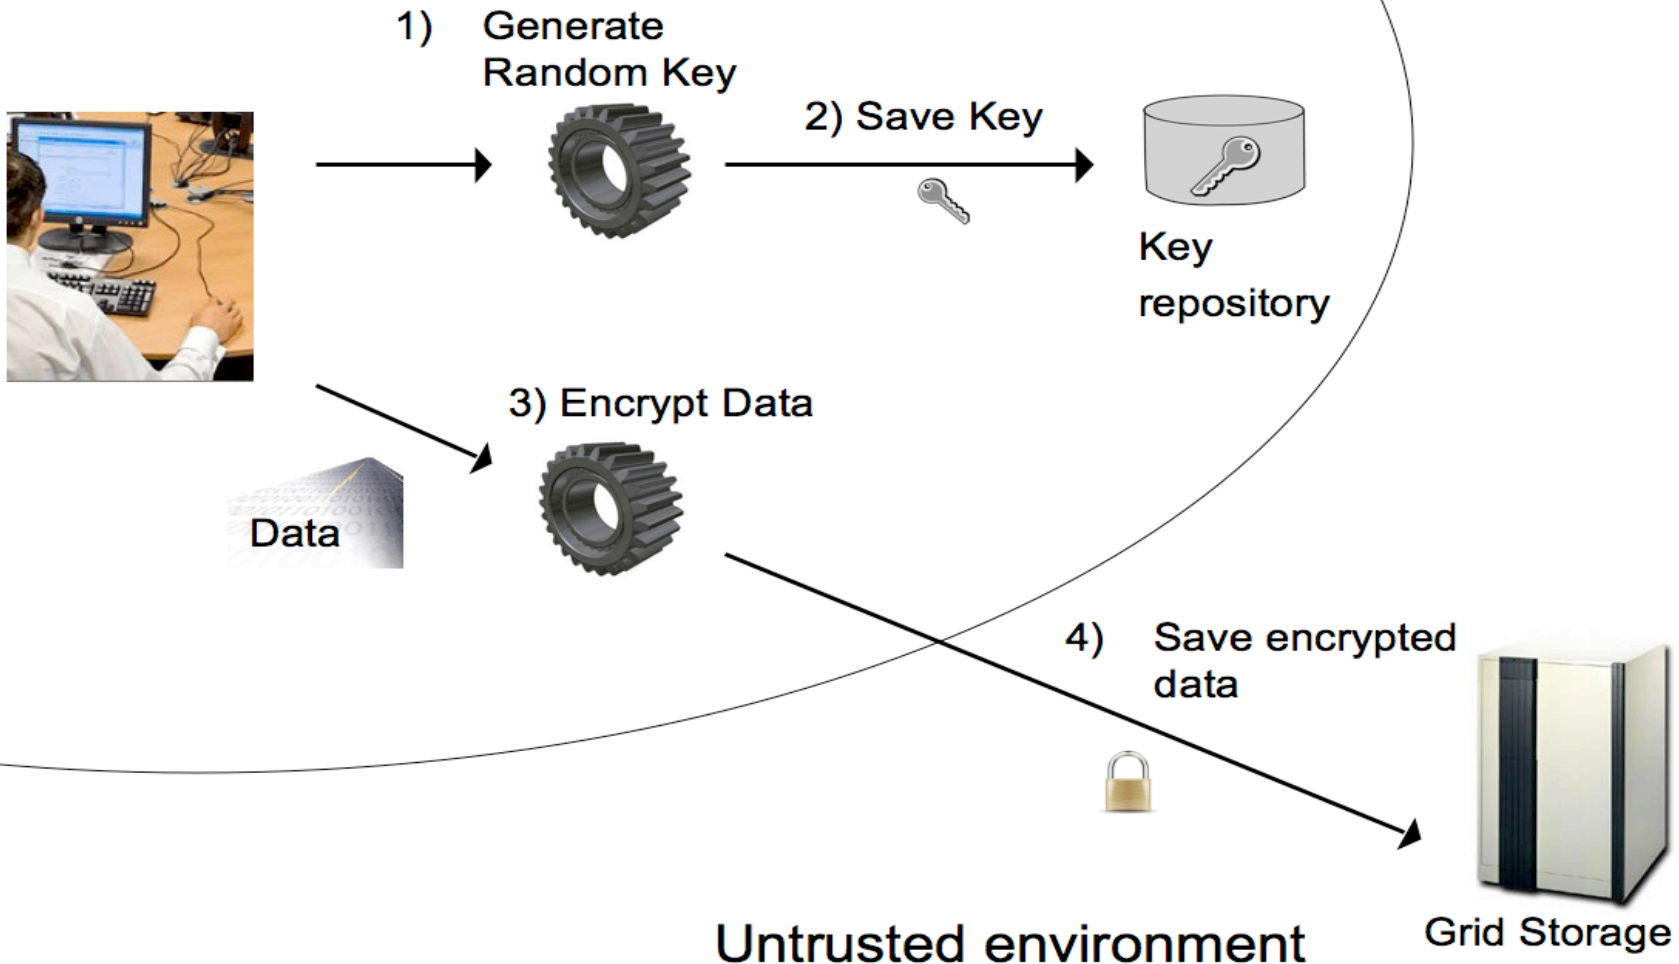 1) Generate
Random Key
2) Save Key
Key
repository
3) Encrypt Data
Data
4) Save encrypted
data
Grid Storage
Untrusted environment